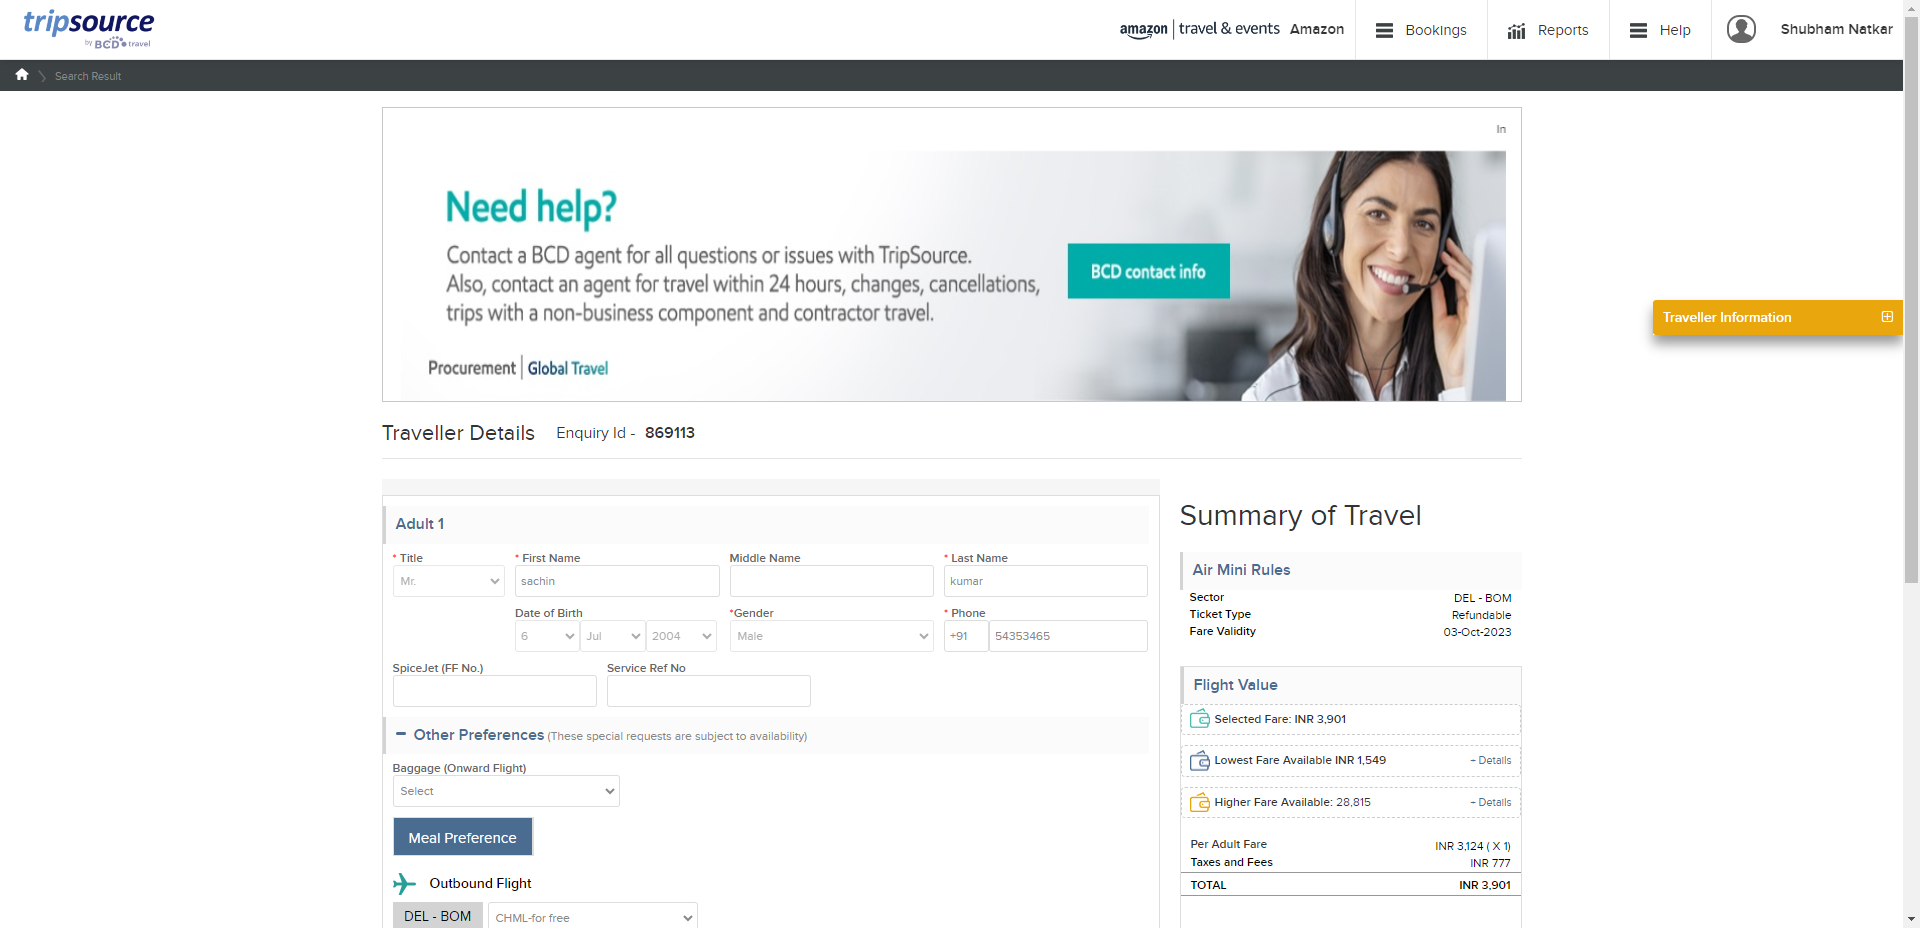 tripsource
by BCD travel
amazon | travel & events Amazon
Bookings
Reports
Help
Shubham Natkar
Search Result
In
Need help?
Contact a BCD agent for all questions or issues with TripSource.
Also, contact an agent for travel within 24 hours, changes, cancellations,
trips with a non-business component and contractor travel.
BCD contact info
Procurement | Global Travel
Traveller Information
Traveller Details Enquiry Id - 869113
Adult 1
* Title * First Name Middle Name * Last Name
Mr. sachin kumar
Date of Birth *Gender * Phone
6 Jul 2004 Male +91 54353465
SpiceJet (FF No.) Service Ref No
Other Preferences (These special requests are subject to availability)
Baggage (Onward Flight)
Select
Meal Preference
Outbound Flight
DEL - BOM CHML-for free
Summary of Travel
Air Mini Rules
Sector DEL - BOM
Ticket Type Refundable
Fare Validity 03-Oct-2023
Flight Value
Selected Fare: INR 3,901
Lowest Fare Available INR 1,549 + Details
Higher Fare Available: 28,815 + Details
Per Adult Fare INR 3,124 ( X 1)
Taxes and Fees INR 777
TOTAL INR 3,901